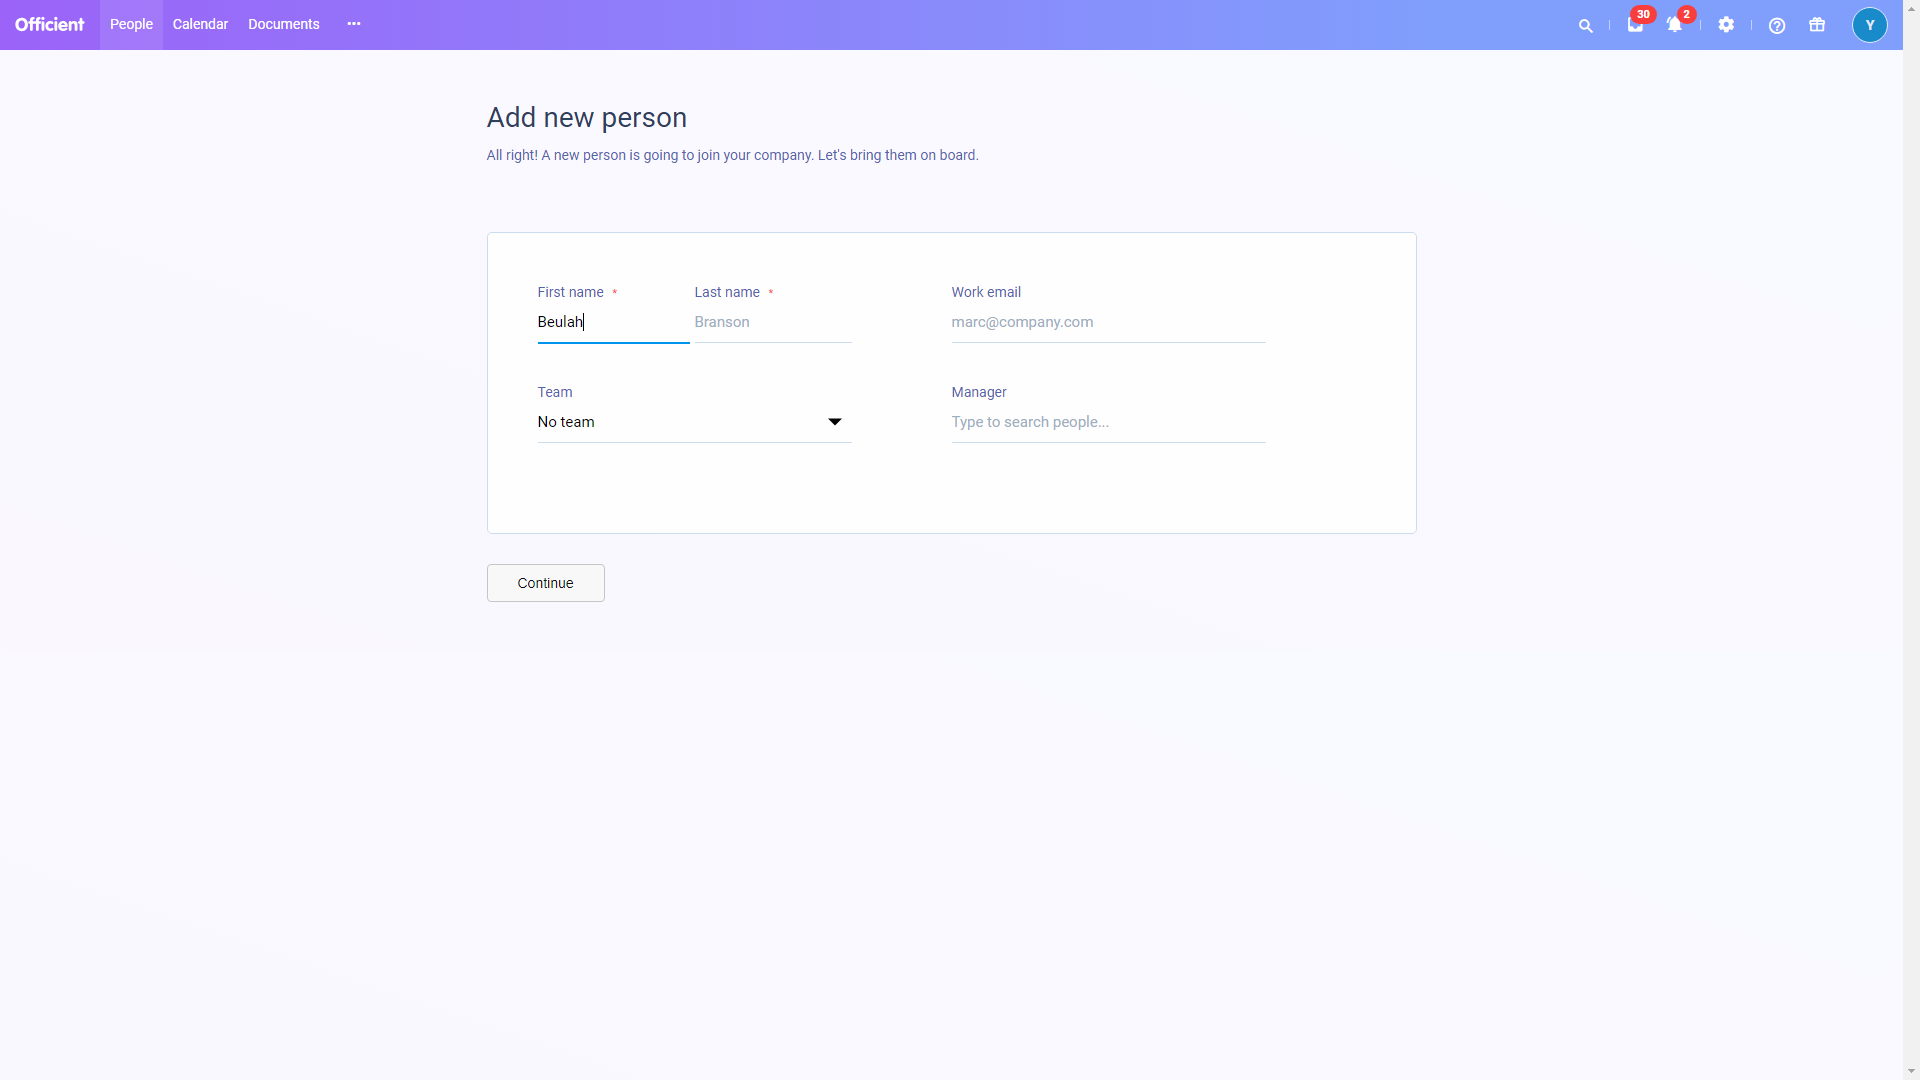 Officient People Calendar Documents ... 30 2 Y
Add new person
All right! A new person is going to join your company. Let's bring them on board.
First name * Last name * Work email
Beulah Branson marc@company.com
Team Manager
No team Type to search people...
Continue